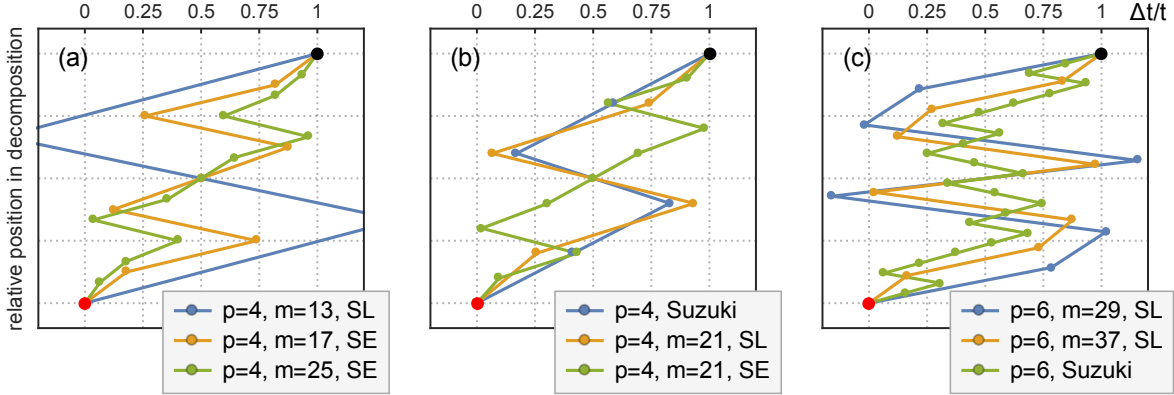 0 0.25 0.5 0.75 1 0 0.25 0.5 0.75 1 0 0.25 0.5 0.75 1 Δt/t
relative position in decomposition
(a)
p=4, m=13, SL
p=4, m=17, SE
p=4, m=25, SE
(b)
p=4, Suzuki
p=4, m=21, SL
p=4, m=21, SE
(c)
p=6, m=29, SL
p=6, m=37, SL
p=6, Suzuki